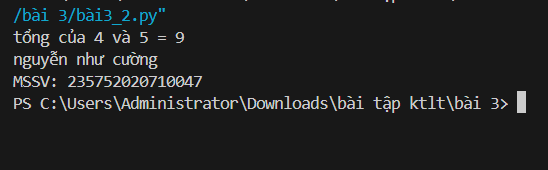 /bài 3/bài3_2.py"
tổng của 4 và 5 = 9
nguyễn như cường
MSSV: 235752020710047
PS C:\Users\Administrator\Downloads\bài tập ktlt\bài 3>